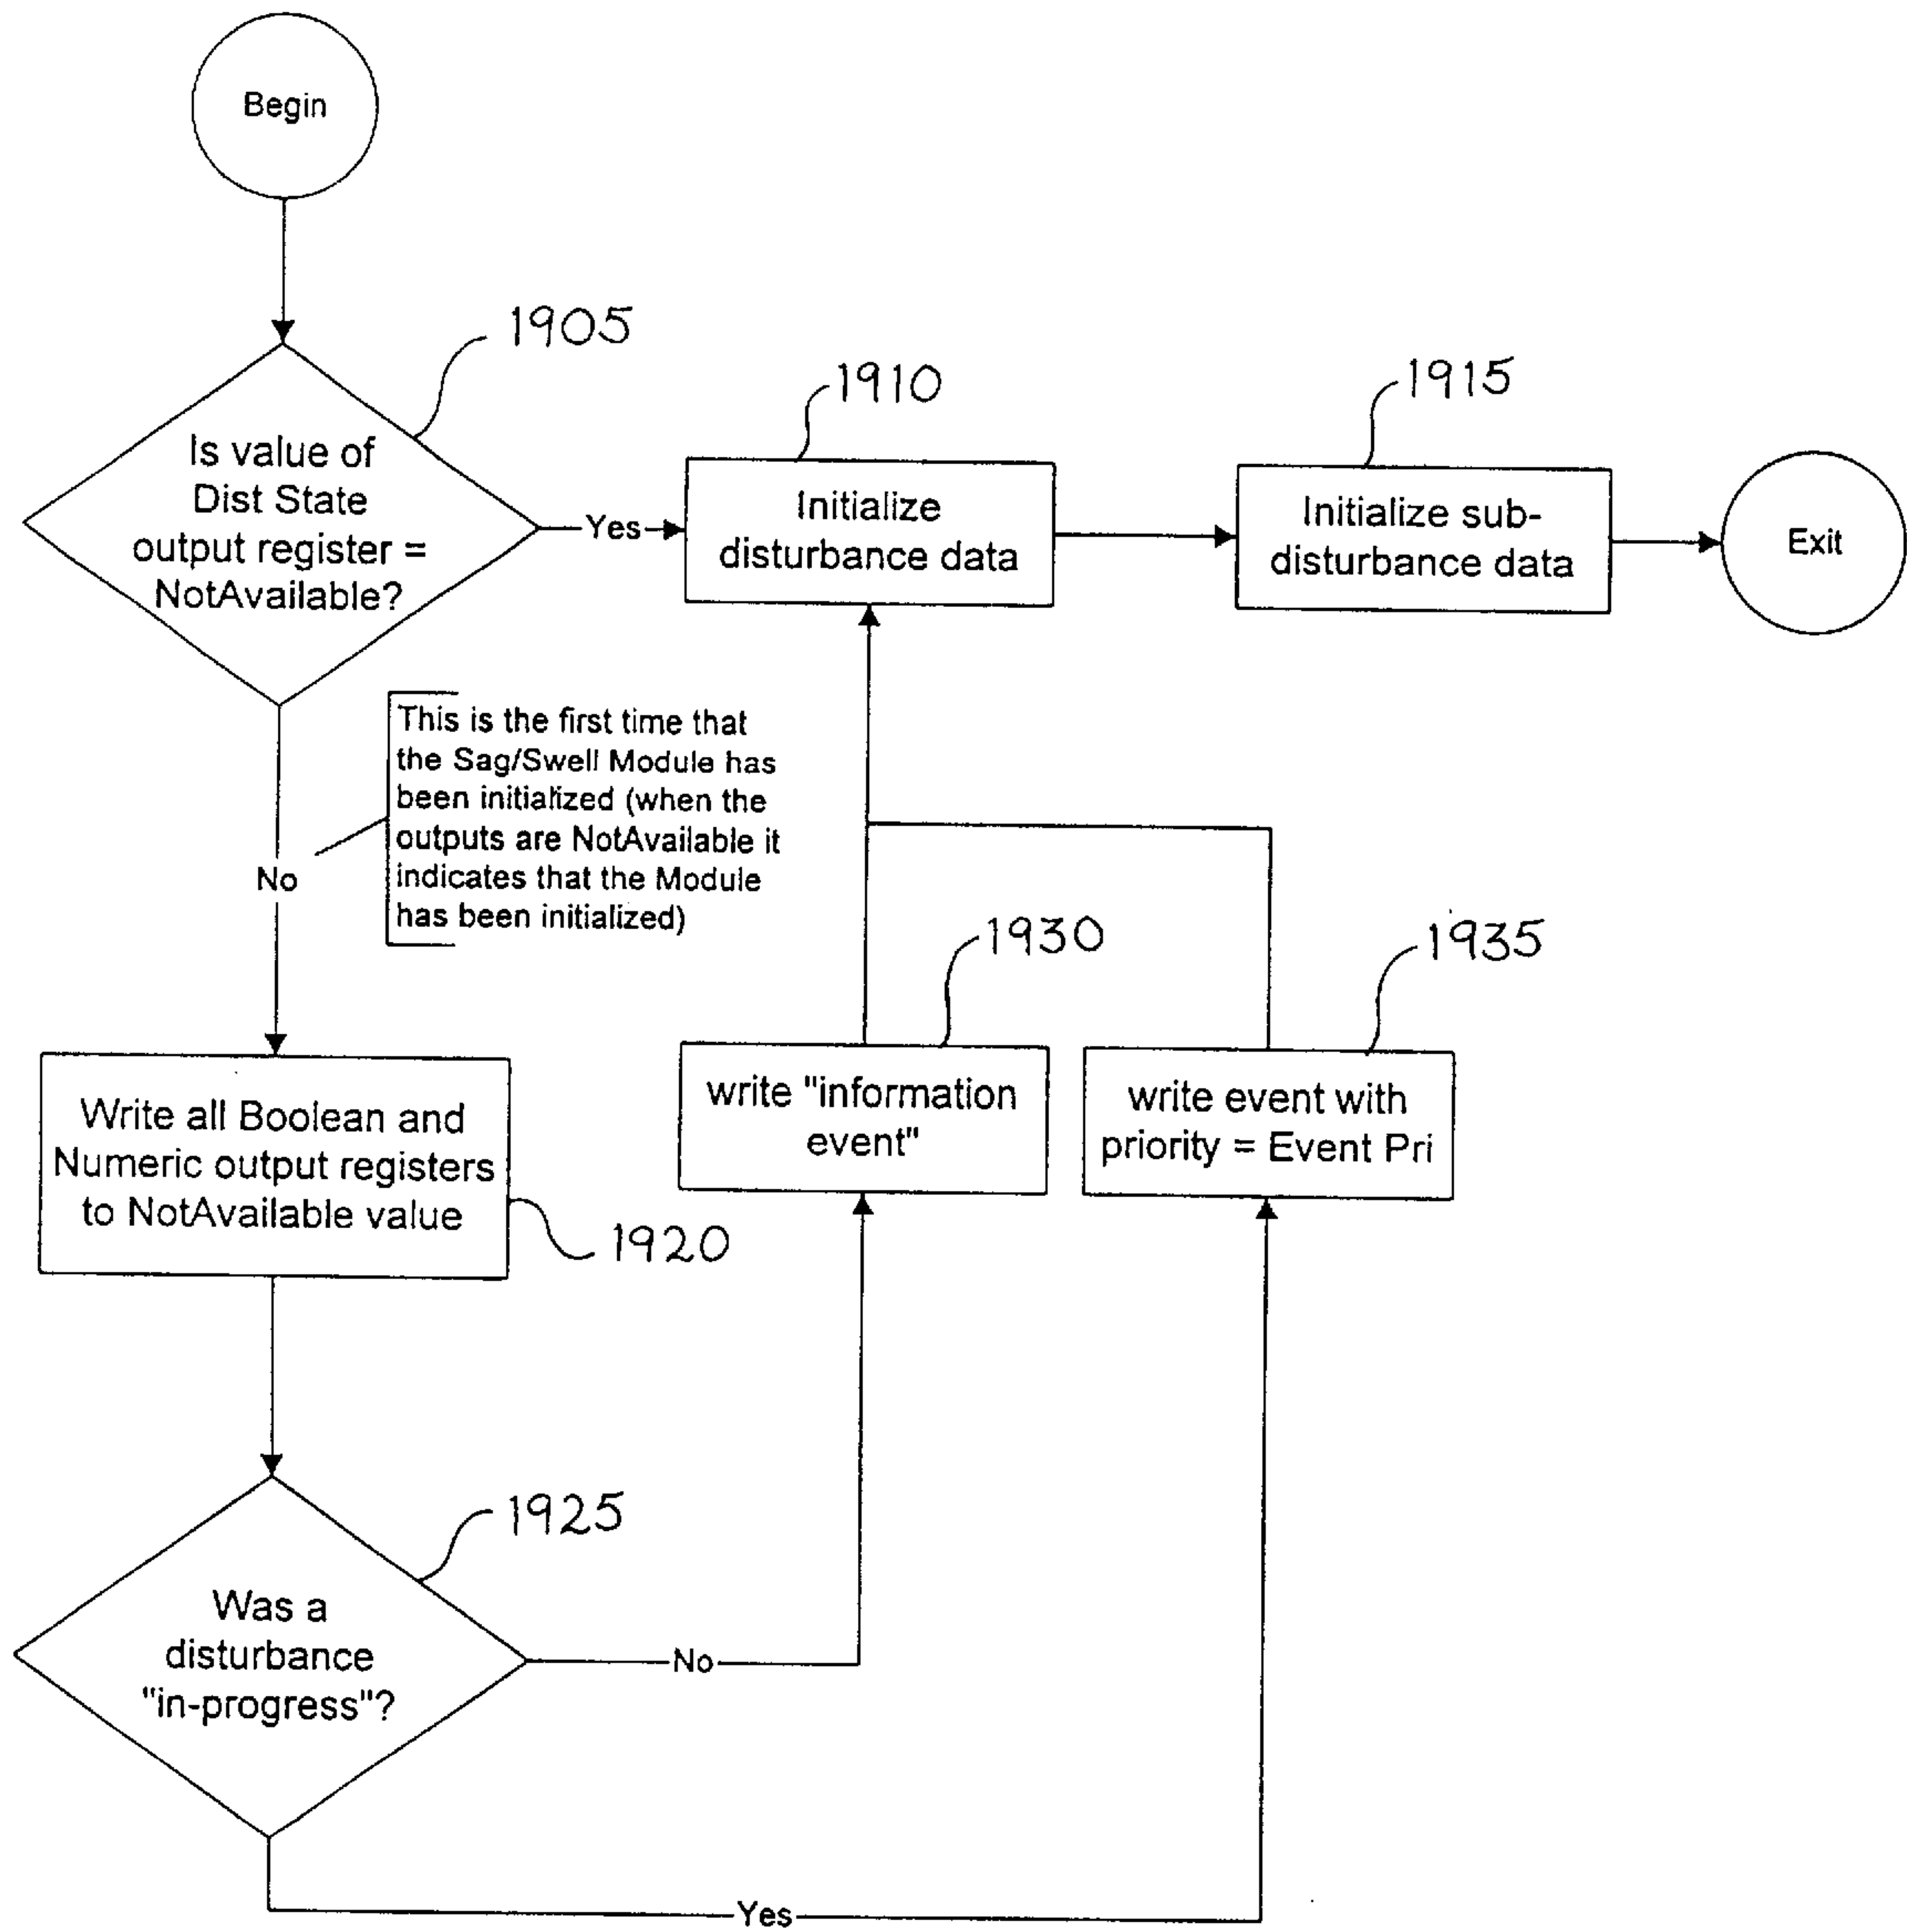 Begin
1905
Is value of
Dist State
output register =
NotAvailable?
Yes
1910
Initialize
disturbance data
1915
Initialize sub-
disturbance data
Exit
This is the first time that
the Sag/Swell Module has
been initialized (when the
outputs are NotAvailable it
indicates that the Module
has been initialized)
No
1930
write "information
event"
1935
write event with
priority = Event Pri
Write all Boolean and
Numeric output registers
to NotAvailable value
1920
1925
Was a
disturbance
"in-progress"?
No
Yes